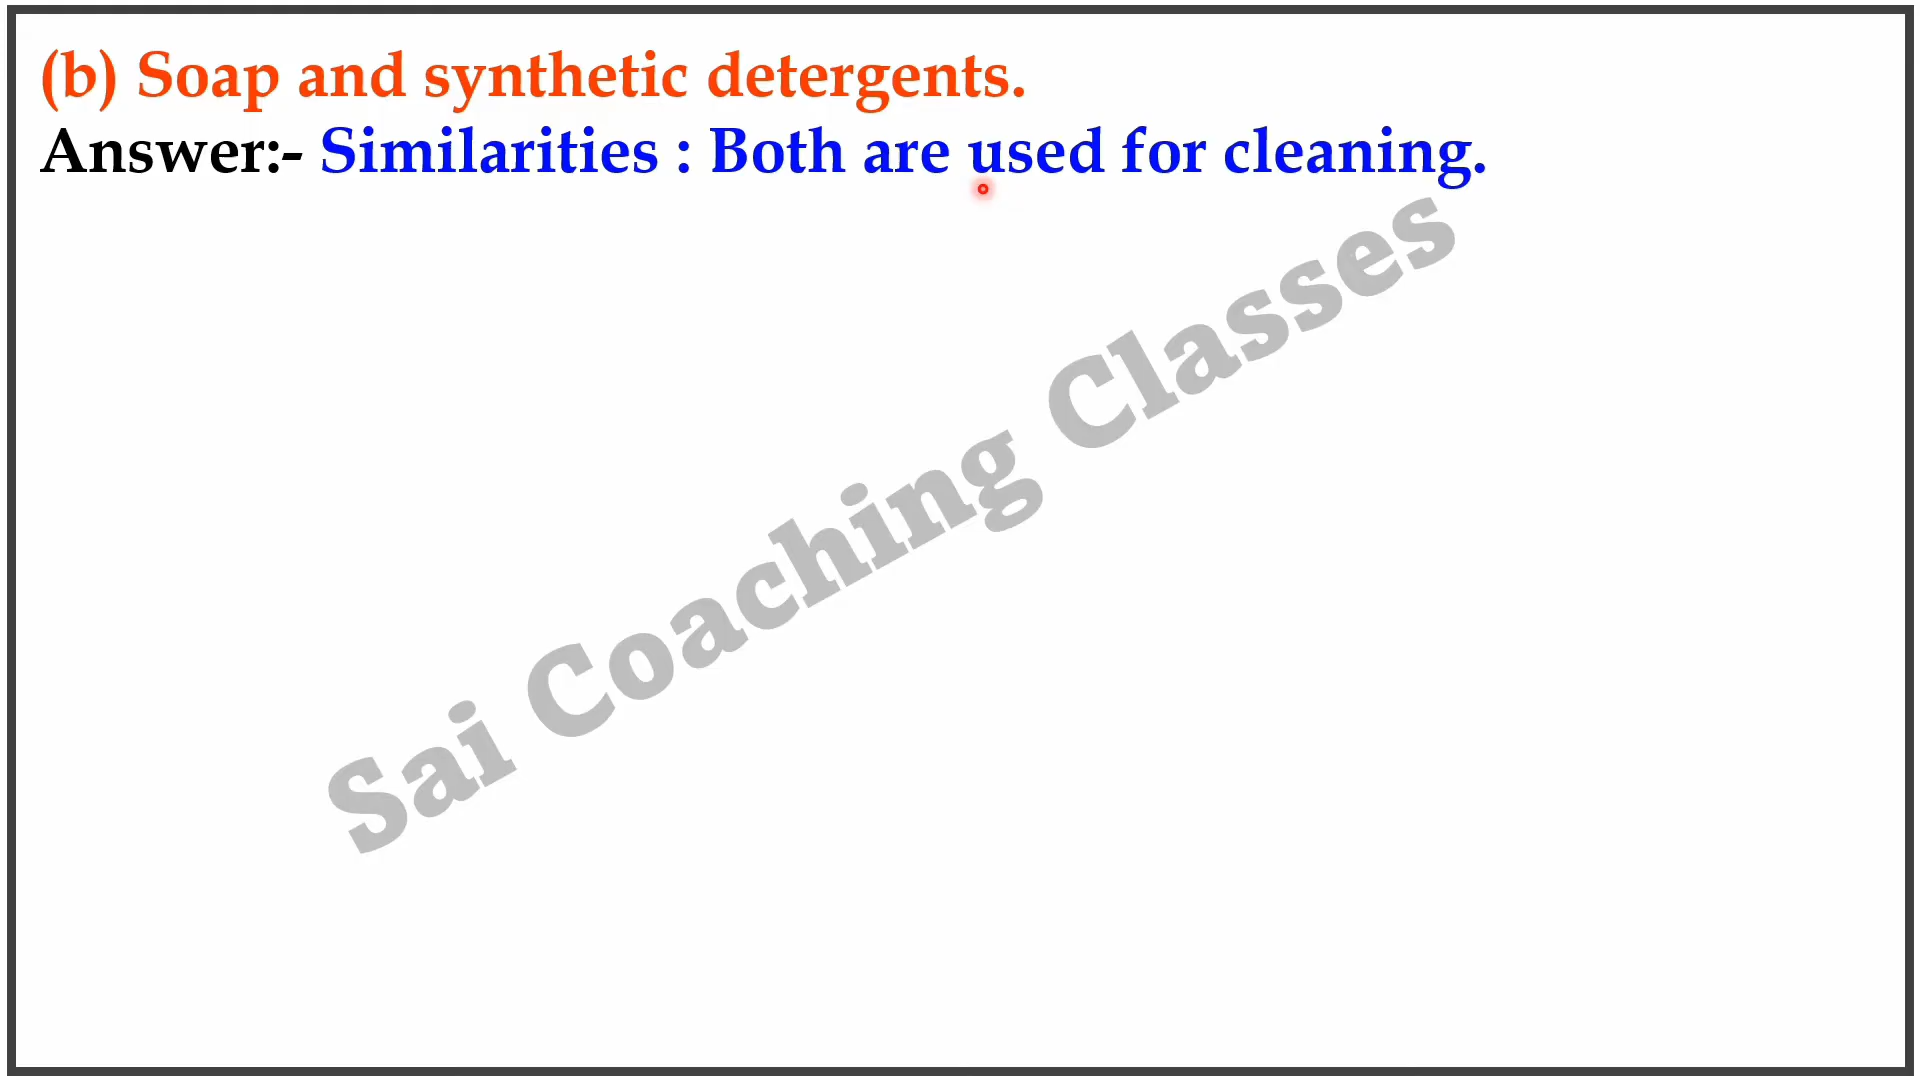 (b) Soap and synthetic detergents.
Answer:- Similarities : Both are used for cleaning.
Sai Coaching Classes